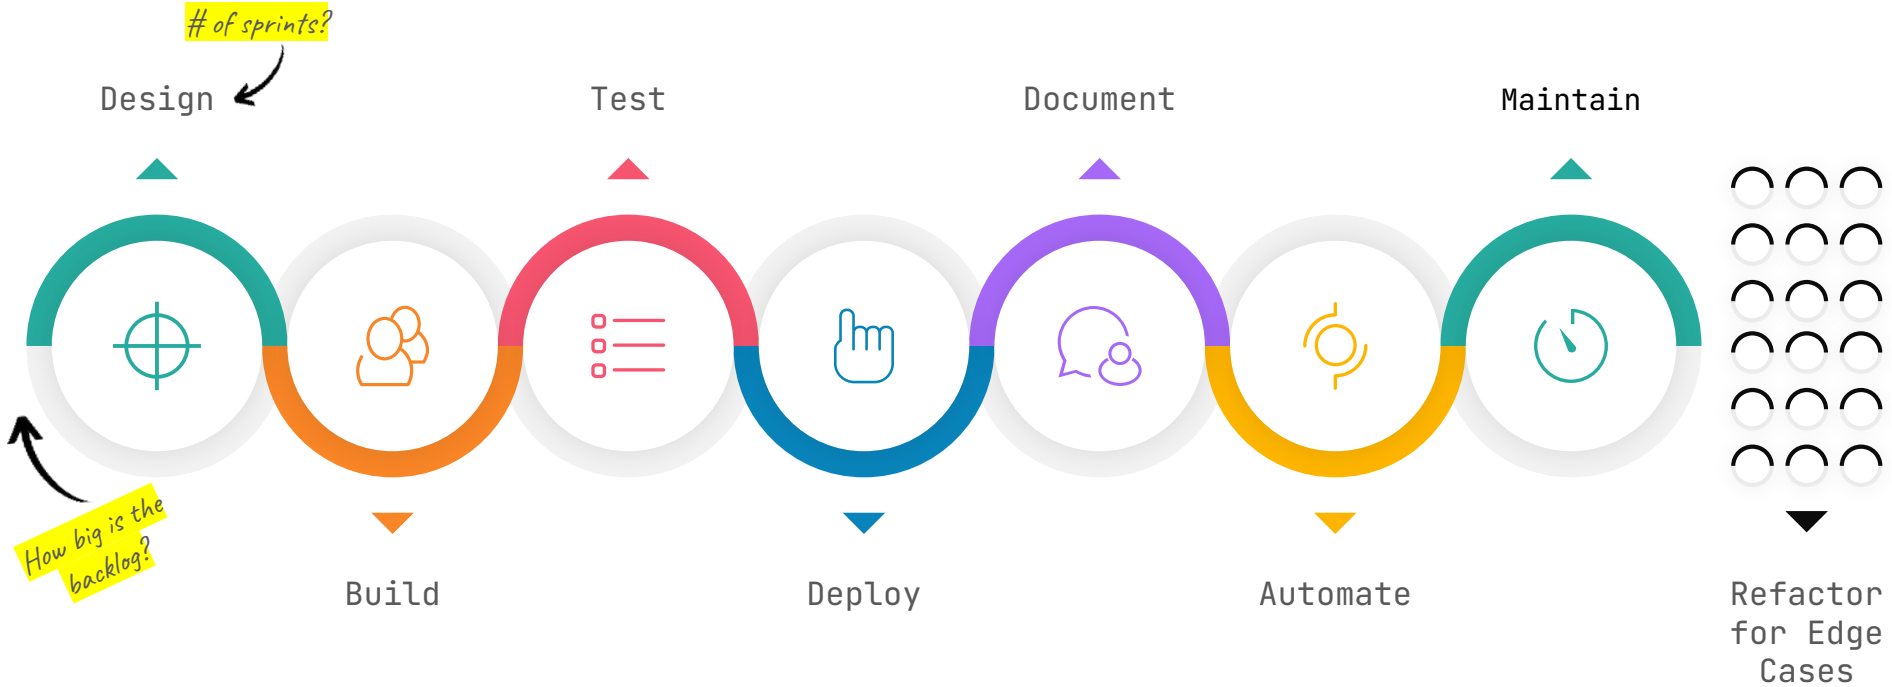 # of sprints?
Design
Test
Document
Maintain
How big is the
backlog?
Build
Deploy
Automate
Refactor
for Edge
Cases